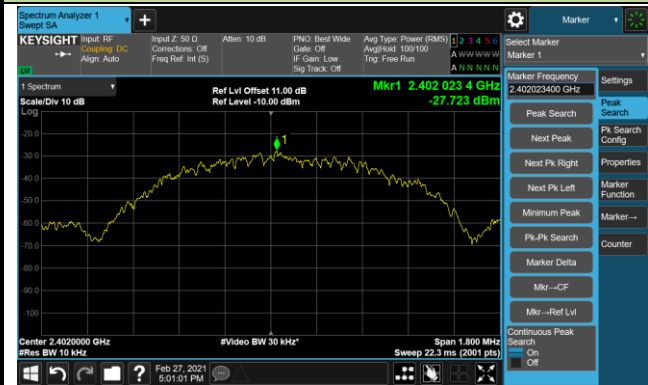 Spectrum Analyzer 1
Swept SA
Marker
KEYSIGHT
Input: RF
Coupling: DC
Align: Auto
Input Z: 50 Ω
Corrections: Off
Freq Ref: Int (S)
Atten: 10 dB
PNO: Best Wide
Gate: Off
IF Gain: Low
Sig Track: Off
Avg Type: Power (RMS)
Avg|Hold: 100/100
Trig: Free Run
1 2 3 4 5 6
A W W W W W
A N N N N N
LXI
Select Marker
Marker 1
1 Spectrum
Scale/Div 10 dB
Log
Ref Lvl Offset 11.00 dB
Ref Level -10.00 dBm
Mkr1 2.402 023 4 GHz
-27.723 dBm
1
-20.0
-30.0
-40.0
-50.0
-60.0
-70.0
-80.0
-90.0
-100
Center 2.4020000 GHz
#Res BW 10 kHz
#Video BW 30 kHz*
Span 1.800 MHz
Sweep 22.3 ms (2001 pts)
Marker Frequency
2.402023400 GHz
Peak Search
Next Peak
Next Pk Right
Next Pk Left
Minimum Peak
Pk-Pk Search
Marker Delta
Mkr→CF
Mkr→Ref Lvl
Continuous Peak
Search
On
Off
Settings
Peak
Search
Pk Search
Config
Properties
Marker
Function
Marker→
Counter
Feb 27, 2021
5:01:01 PM